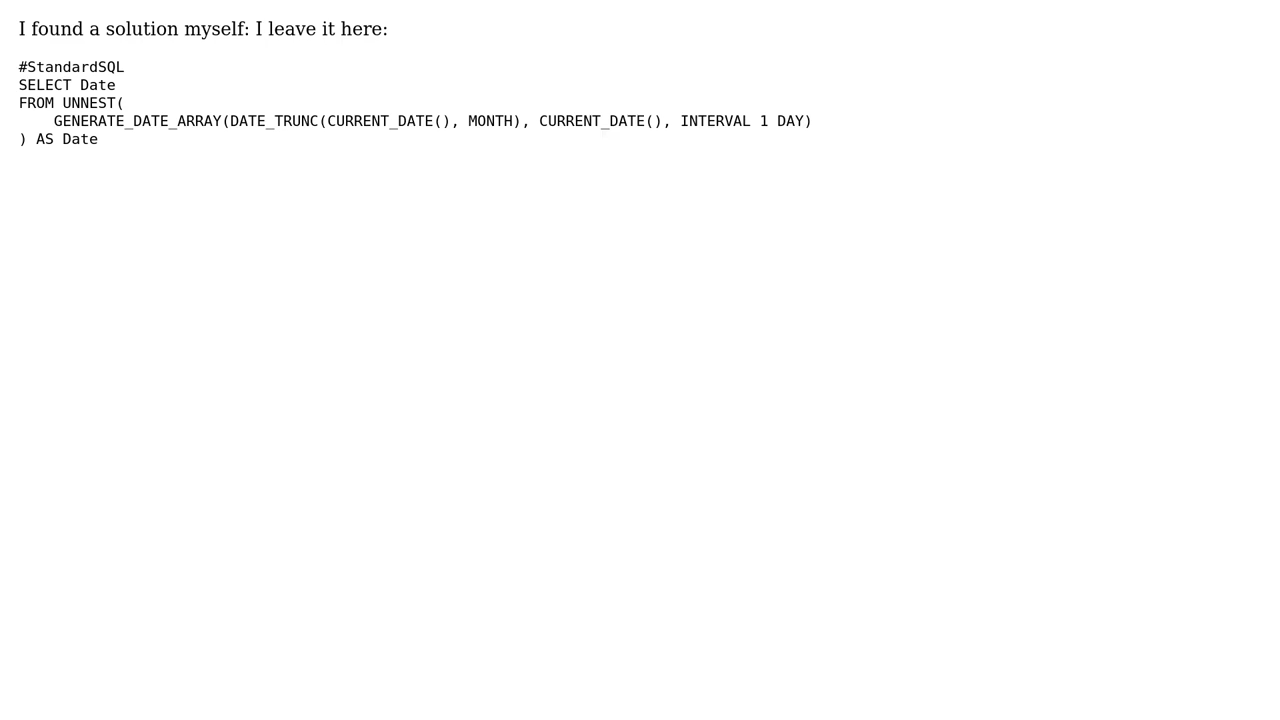 I found a solution myself: I leave it here:
#StandardSQL
SELECT Date
FROM UNNEST(
    GENERATE_DATE_ARRAY(DATE_TRUNC(CURRENT_DATE(), MONTH), CURRENT_DATE(), INTERVAL 1 DAY)
) AS Date